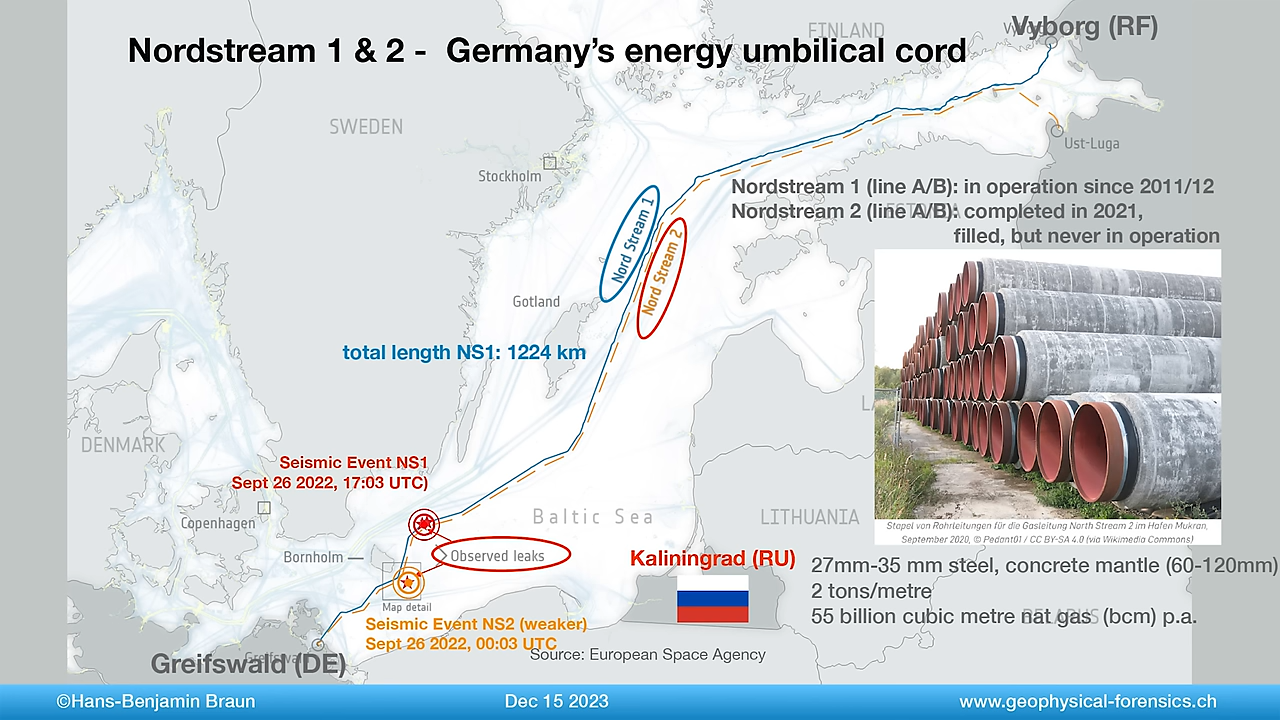 Nordstream 1 & 2 - Germany's energy umbilical cord
FINLAND
Vyborg (RF)
SWEDEN
Stockholm
Ust-Luga
Nordstream 1 (line A/B): in operation since 2011/12
Nordstream 2 (line A/B): completed in 2021,
filled, but never in operation
Nord Stream 1
Nord Stream 2
Gotland
total length NS1: 1224 km
DENMARK
Seismic Event NS1
Sept 26 2022, 17:03 UTC)
Copenhagen
Baltic Sea
LITHUANIA
Stapel von Rohrleitungen für die Gasleitung North Stream 2 im Hafen Mukran,
September 2020, © Pedant01 / CC BY-SA 4.0 (via Wikimedia Commons)
Bornholm
Observed leaks
Kaliningrad (RU)
27mm-35 mm steel, concrete mantle (60-120mm)
2 tons/metre
55 billion cubic metre nat gas (bcm) p.a.
BELARUS
Map detail
Seismic Event NS2 (weaker)
Sept 26 2022, 00:03 UTC
Source: European Space Agency
Greifswald (DE)
©Hans-Benjamin Braun
Dec 15 2023
www.geophysical-forensics.ch